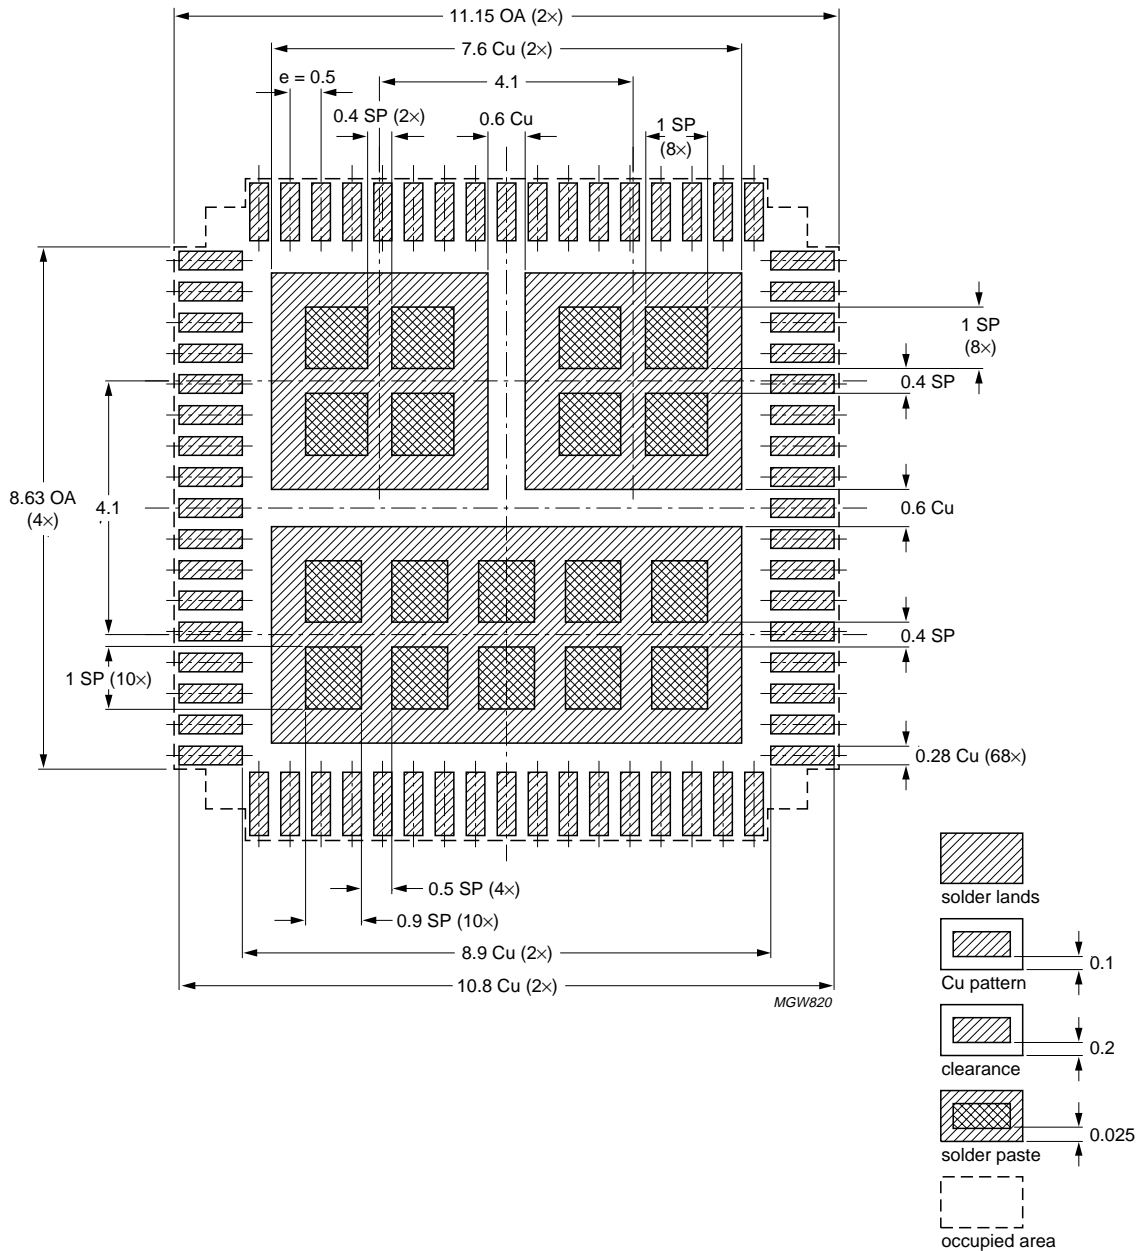 11.15 OA (2×)
7.6 Cu (2×)
e = 0.5
4.1
0.4 SP (2×)
0.6 Cu
1 SP
(8×)
1 SP
(8×)
0.4 SP
8.63 OA
(4×)
4.1
0.6 Cu
0.4 SP
1 SP (10×)
0.28 Cu (68×)
0.5 SP (4×)
0.9 SP (10×)
8.9 Cu (2×)
10.8 Cu (2×)
MGW820
solder lands
0.1
Cu pattern
0.2
clearance
0.025
solder paste
occupied area